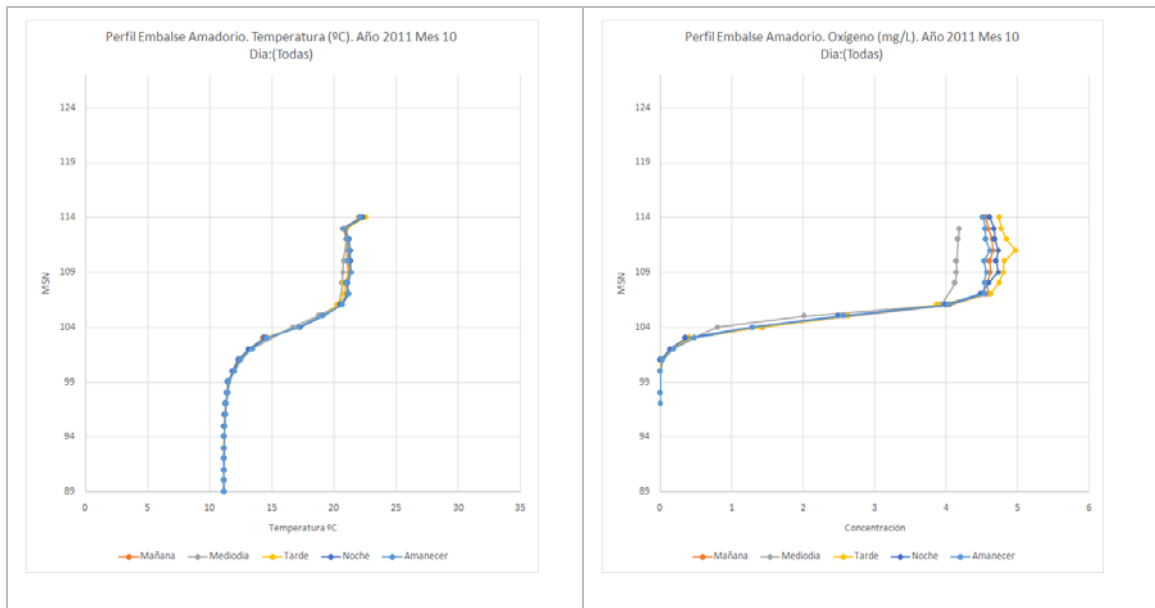 Perfil Embalse Amadorio. Temperatura (ºC). Año 2011 Mes 10
Dia:(Todas)
124
119
114
109
104
99
94
89
MSN
0 5 10 15 20 25 30 35
Temperatura ºC
Mañana Mediodia Tarde Noche Amanecer
Perfil Embalse Amadorio. Oxígeno (mg/L). Año 2011 Mes 10
Dia:(Todas)
124
119
114
109
104
99
94
89
MSN
0 1 2 3 4 5 6
Concentración
Mañana Mediodia Tarde Noche Amanecer